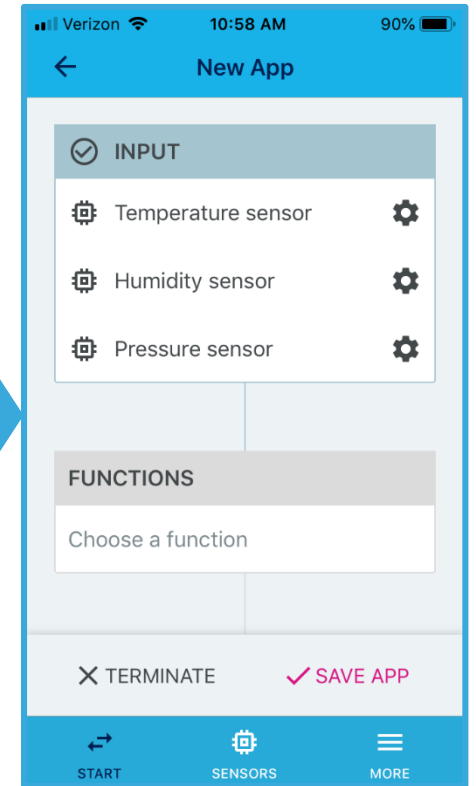 Verizon 10:58 AM 90%
New App
INPUT
Temperature sensor
Humidity sensor
Pressure sensor
FUNCTIONS
Choose a function
TERMINATE SAVE APP
START SENSORS MORE